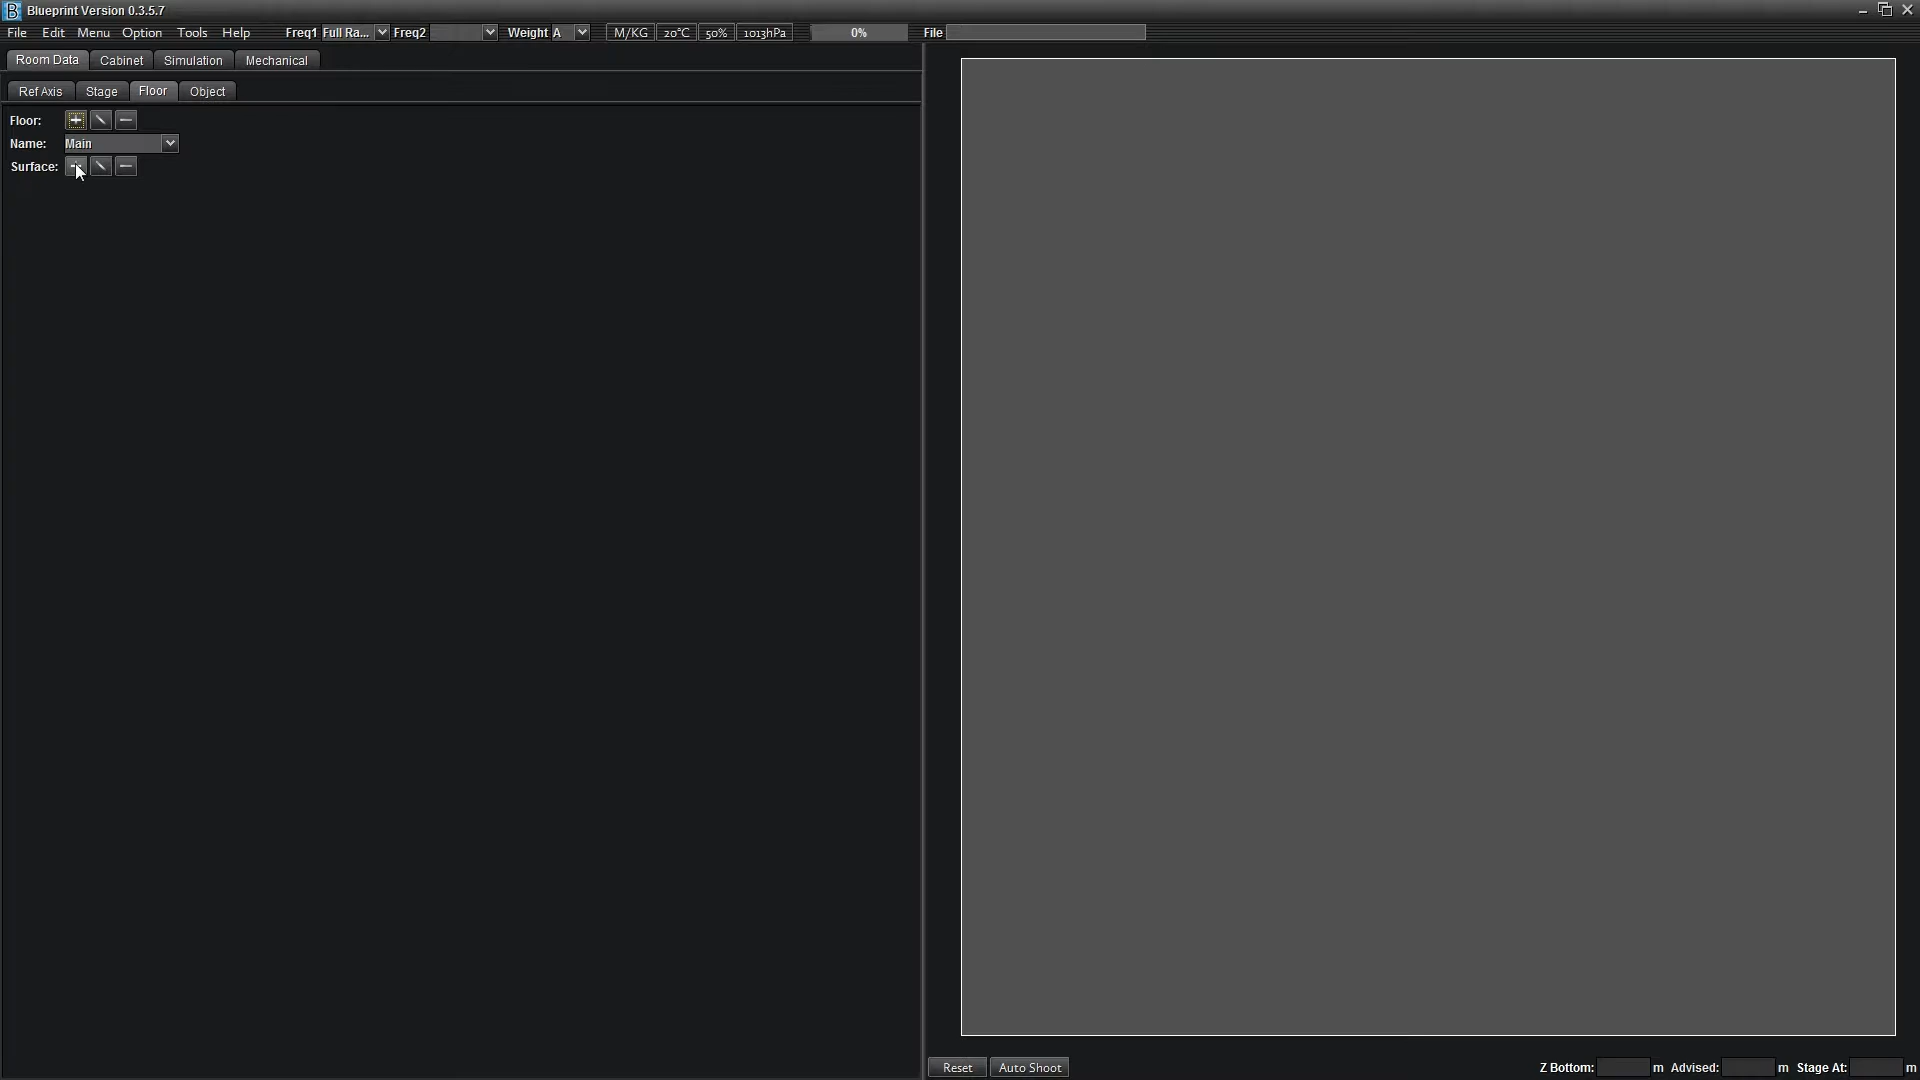 Blueprint Version 0.3.5.7
File Edit Menu Option Tools Help Freq1 Full Ra... Freq2 Weight A M/KG 20°C 50% 1013hPa 0% File
Room Data Cabinet Simulation Mechanical
Ref Axis Stage Floor Object
Floor:
Name: Main
Surface:
Reset Auto Shoot Z Bottom: m Advised: m Stage At: m